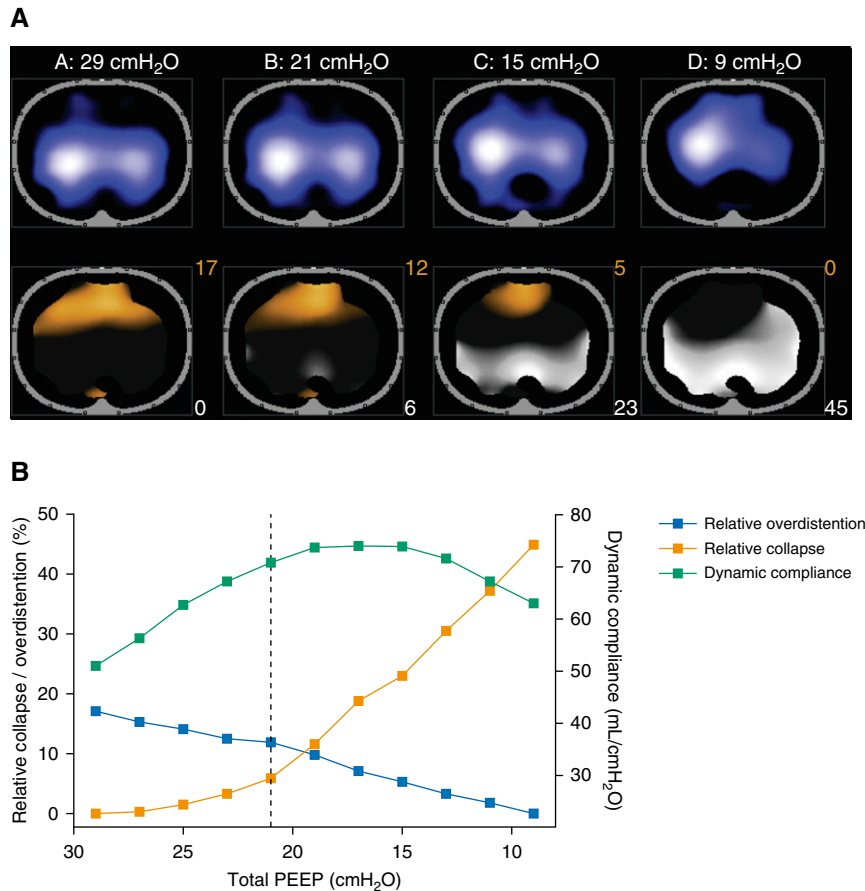 A
A: 29 cmH₂O
B: 21 cmH₂O
C: 15 cmH₂O
D: 9 cmH₂O
17
12
5
0
0
6
23
45
B
Relative collapse / overdistention (%)
50
40
30
20
10
0
30
25
20
15
10
Total PEEP (cmH₂O)
80
70
60
50
40
30
Dynamic compliance (mL/cmH₂O)
Relative overdistention
Relative collapse
Dynamic compliance